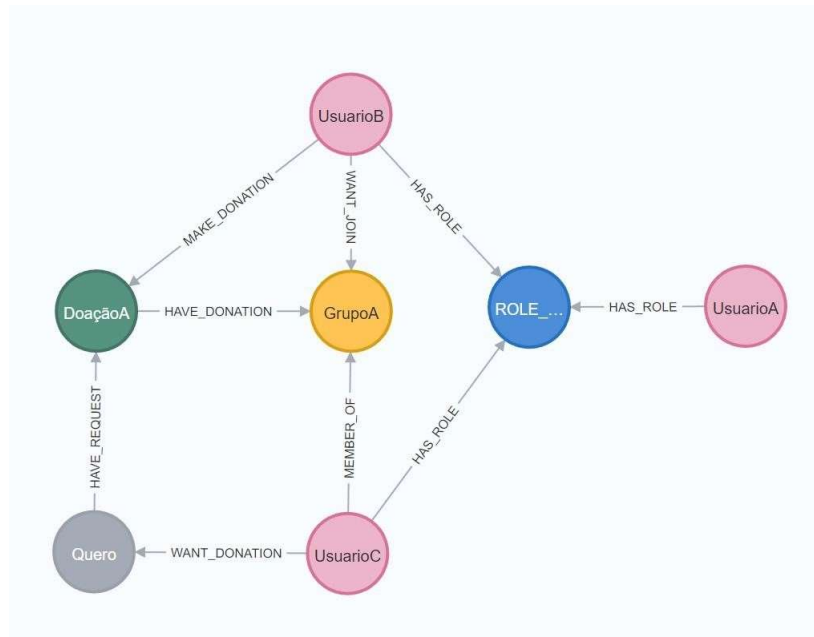 UsuarioB
MAKE_DONATION
WANT_JOIN
HAS_ROLE
DoaçãoA
HAVE_DONATION
GrupoA
ROLE_...
HAS_ROLE
UsuarioA
HAVE_REQUEST
MEMBER_OF
HAS_ROLE
Quero
WANT_DONATION
UsuarioC